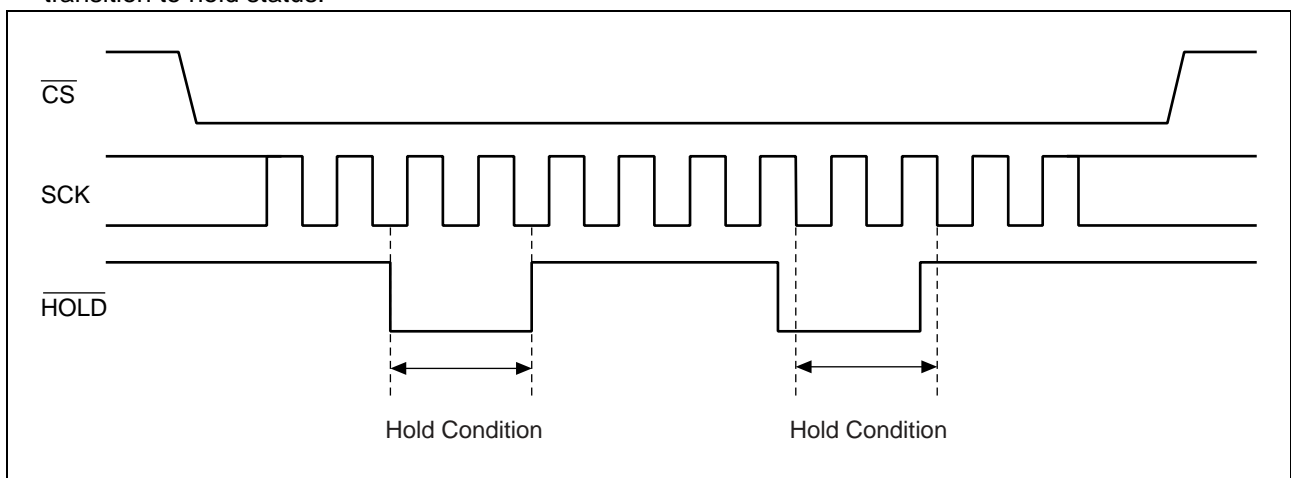 transition to hold status.
CS
SCK
HOLD
Hold Condition Hold Condition